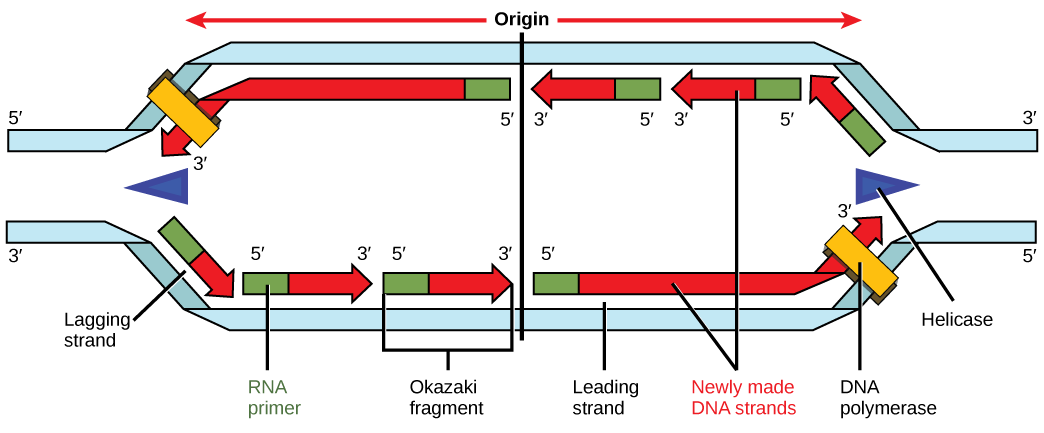 Origin
5′
3′
5′
3′
5′
3′
5′
3′
3′
3′
5′
3′
5′
3′
5′
3′
5′
Lagging
strand
Helicase
RNA
primer
Okazaki
fragment
Leading
strand
Newly made
DNA strands
DNA
polymerase